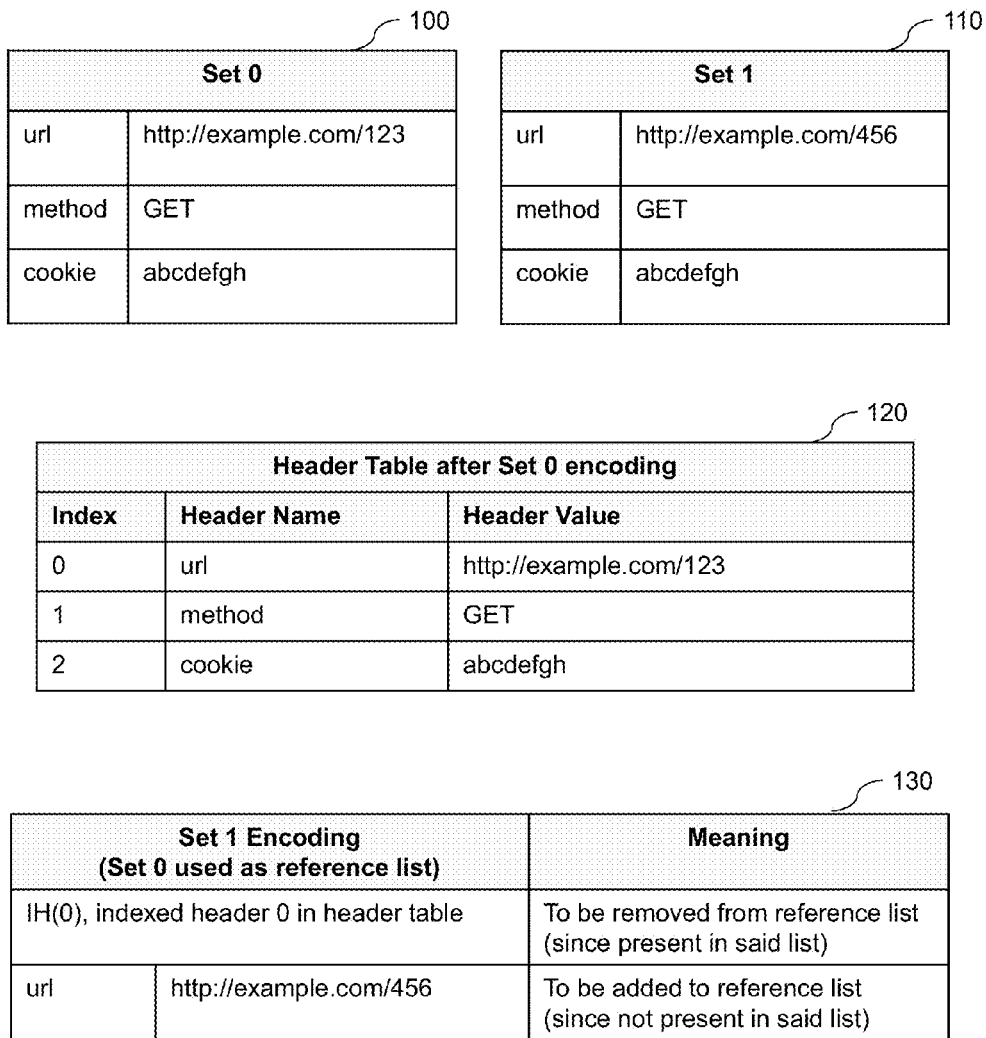 100
110
Set 0
url http://example.com/123
method GET
cookie abcdefgh
Set 1
url http://example.com/456
method GET
cookie abcdefgh
120
Header Table after Set 0 encoding
Index Header Name Header Value
0 url http://example.com/123
1 method GET
2 cookie abcdefgh
130
Set 1 Encoding
(Set 0 used as reference list)
Meaning
IH(0), indexed header 0 in header table
To be removed from reference list
(since present in said list)
url http://example.com/456
To be added to reference list
(since not present in said list)